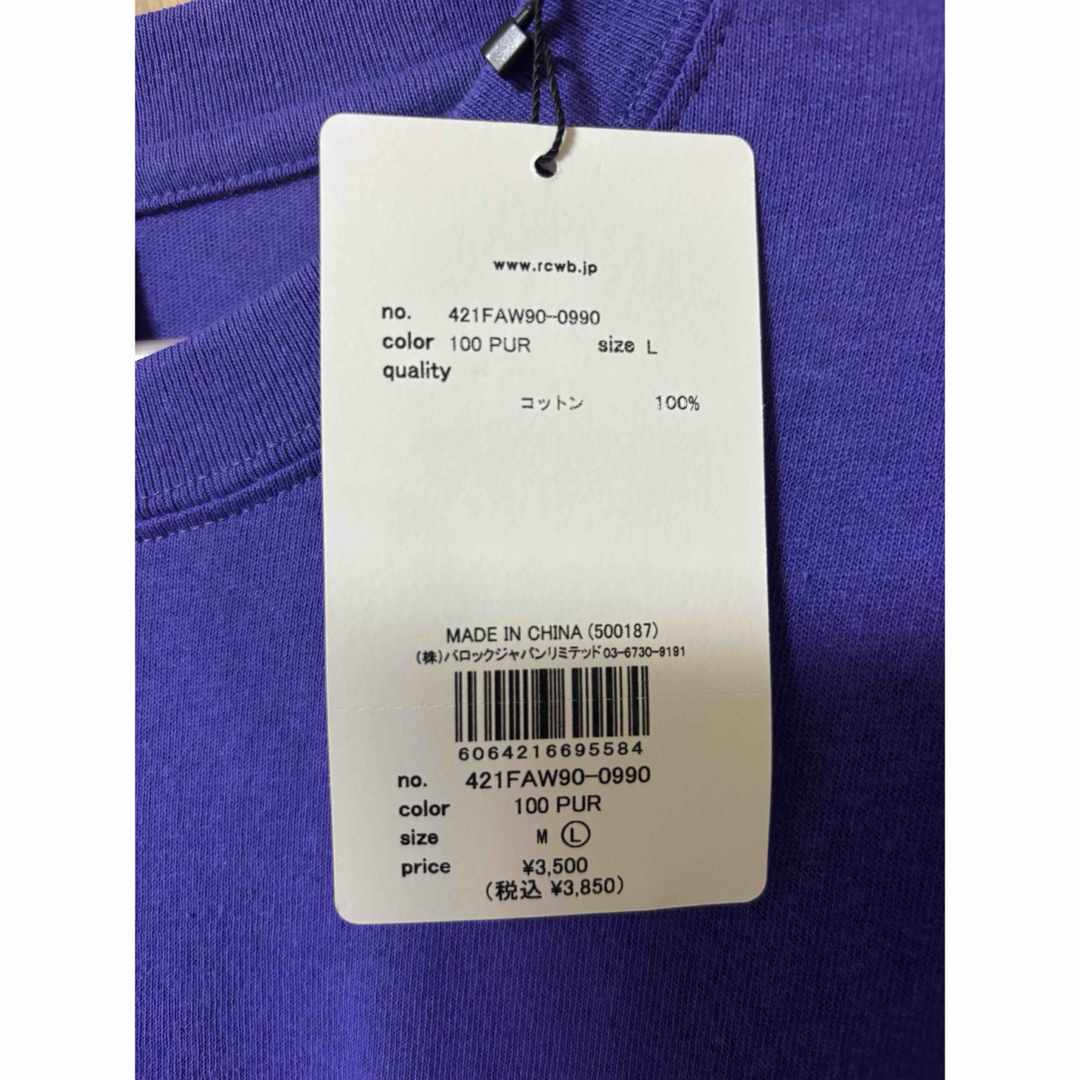 www.rcwb.jp
no. 421FAW90-0990
color 100 PUR size L
quality
コットン 100%
MADE IN CHINA (500187)
(株)バロックジャパンリミテッド 03-6730-9191
6064216695584
no. 421FAW90-0990
color 100 PUR
size M Ⓛ
price ¥3,500
(税込 ¥3,850)